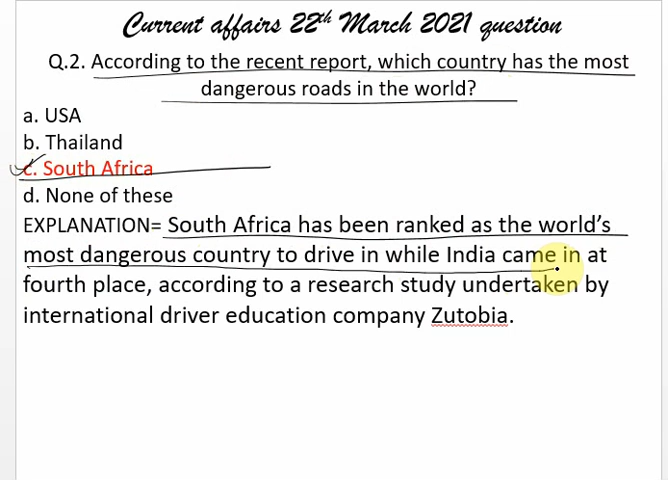 Current affairs 22th March 2021 question
Q.2. According to the recent report, which country has the most
dangerous roads in the world?
a. USA
b. Thailand
c. South Africa
d. None of these
EXPLANATION= South Africa has been ranked as the world's
most dangerous country to drive in while India came in at
fourth place, according to a research study undertaken by
international driver education company Zutobia.